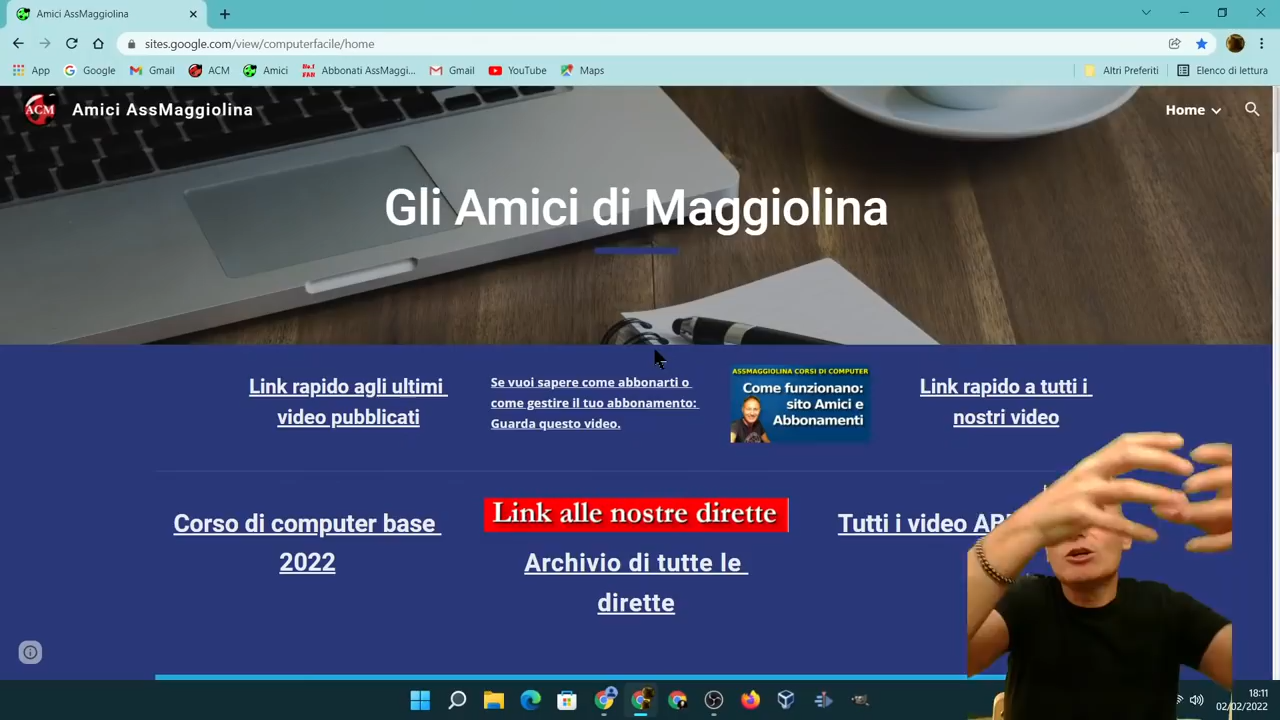 Amici AssMaggiolina
sites.google.com/view/computerfacile/home
App
Google
Gmail
ACM
Amici
No.1
FAN
Abbonati AssMaggi...
Gmail
YouTube
Maps
Altri Preferiti
Elenco di lettura
ACM
Amici AssMaggiolina
Home
Gli Amici di Maggiolina
Link rapido agli ultimi
video pubblicati
Se vuoi sapere come abbonarti o
come gestire il tuo abbonamento:
Guarda questo video.
ASSMAGGIOLINA CORSI DI COMPUTER
Come funzionano:
sito Amici e
Abbonamenti
Link rapido a tutti i
nostri video
Corso di computer base
2022
Link alle nostre dirette
Archivio di tutte le
dirette
Tutti i video
18:11
02/02/2022